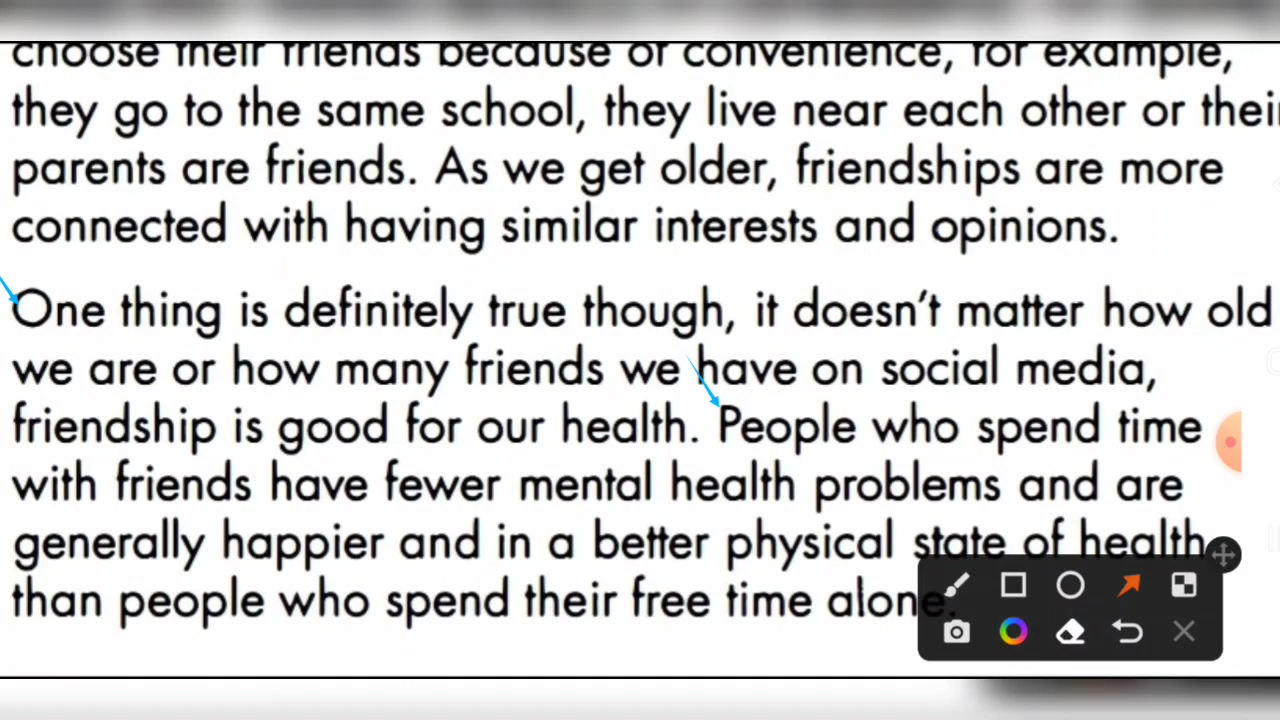 choose their friends because of convenience, for example,
they go to the same school, they live near each other or their
parents are friends. As we get older, friendships are more
connected with having similar interests and opinions.
One thing is definitely true though, it doesn't matter how old
we are or how many friends we have on social media,
friendship is good for our health. People who spend time
with friends have fewer mental health problems and are
generally happier and in a better physical state of health
than people who spend their free time alone.